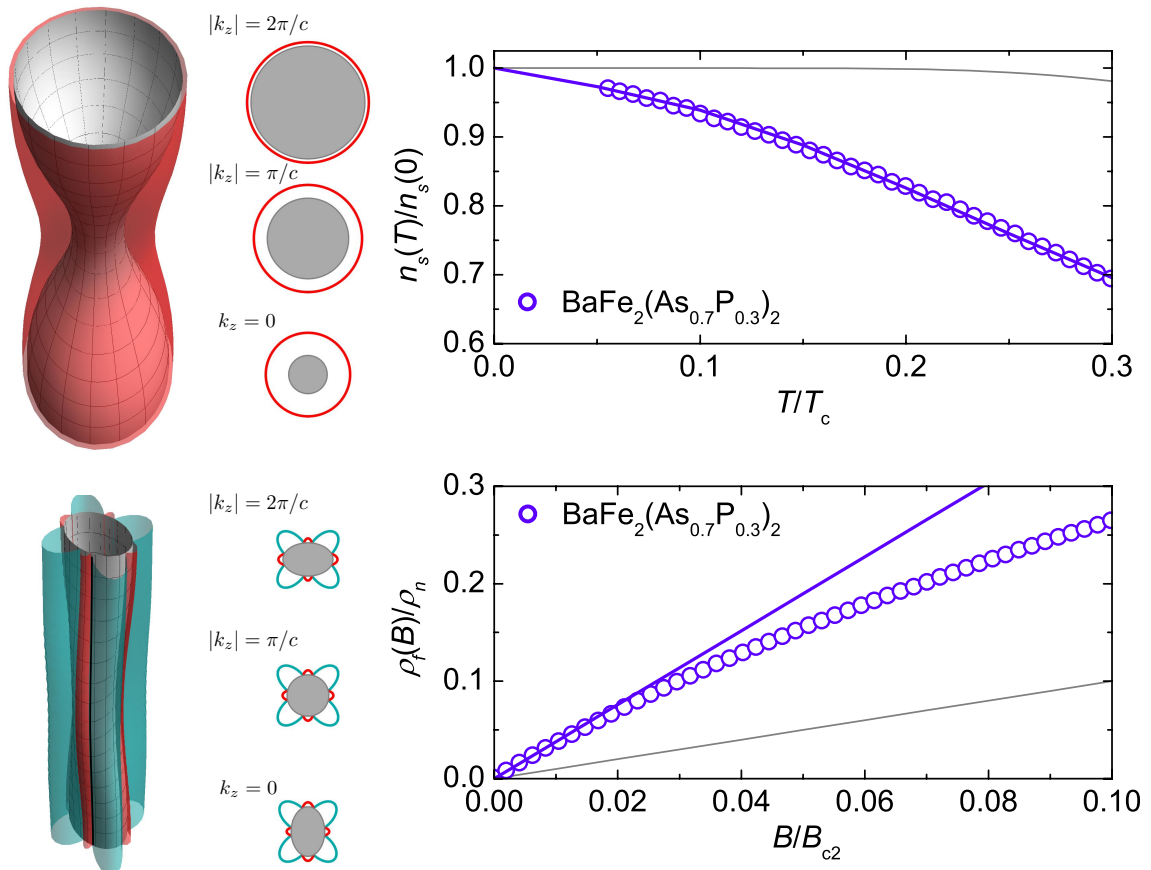 |k_z| = 2π/c
|k_z| = π/c
k_z = 0
1.0
0.9
0.8
0.7
0.6
n_s(T)/n_s(0)
BaFe₂(As₀.₇P₀.₃)₂
0.0 0.1 0.2 0.3
T/T_c
|k_z| = 2π/c
|k_z| = π/c
k_z = 0
0.3
0.2
0.1
0.0
ρ_f(B)/ρ_n
BaFe₂(As₀.₇P₀.₃)₂
0.00 0.02 0.04 0.06 0.08 0.10
B/B_c2